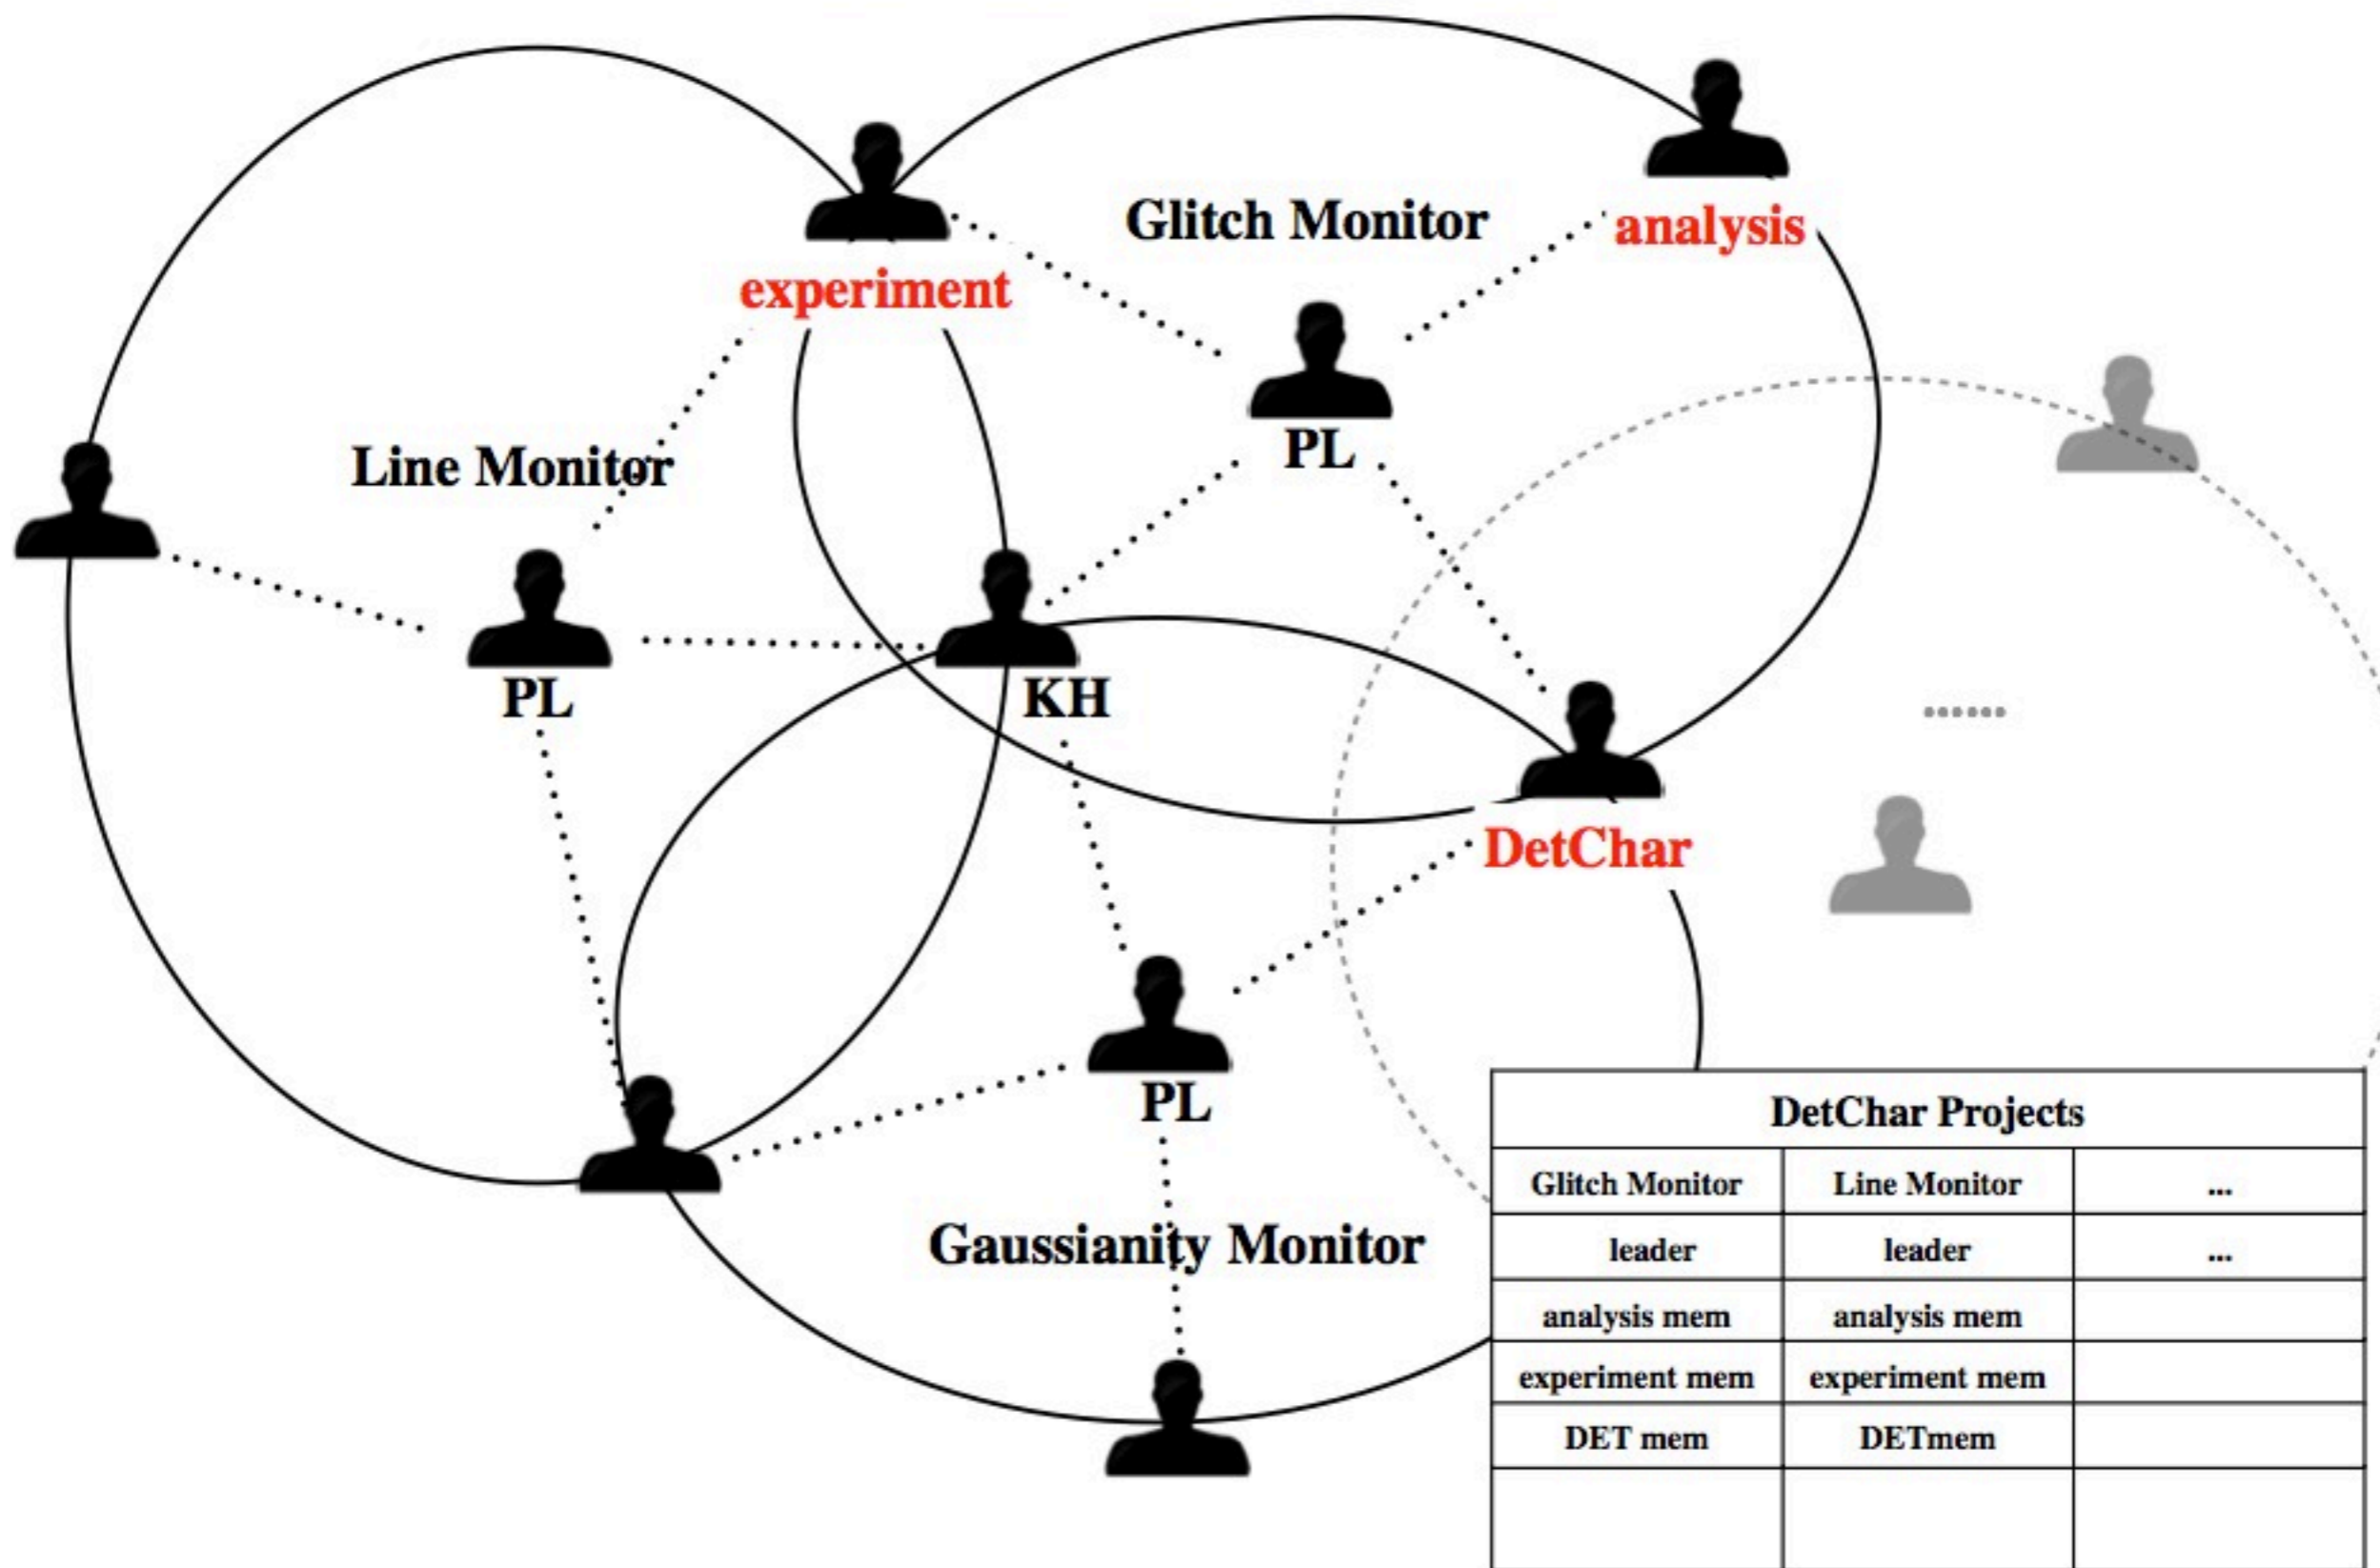 Glitch Monitor
analysis
experiment
PL
Line Monitor
PL
KH
DetChar
PL
Gaussianity Monitor
......
DetChar Projects
Glitch Monitor Line Monitor ...
leader leader ...
analysis mem analysis mem
experiment mem experiment mem
DET mem DETmem